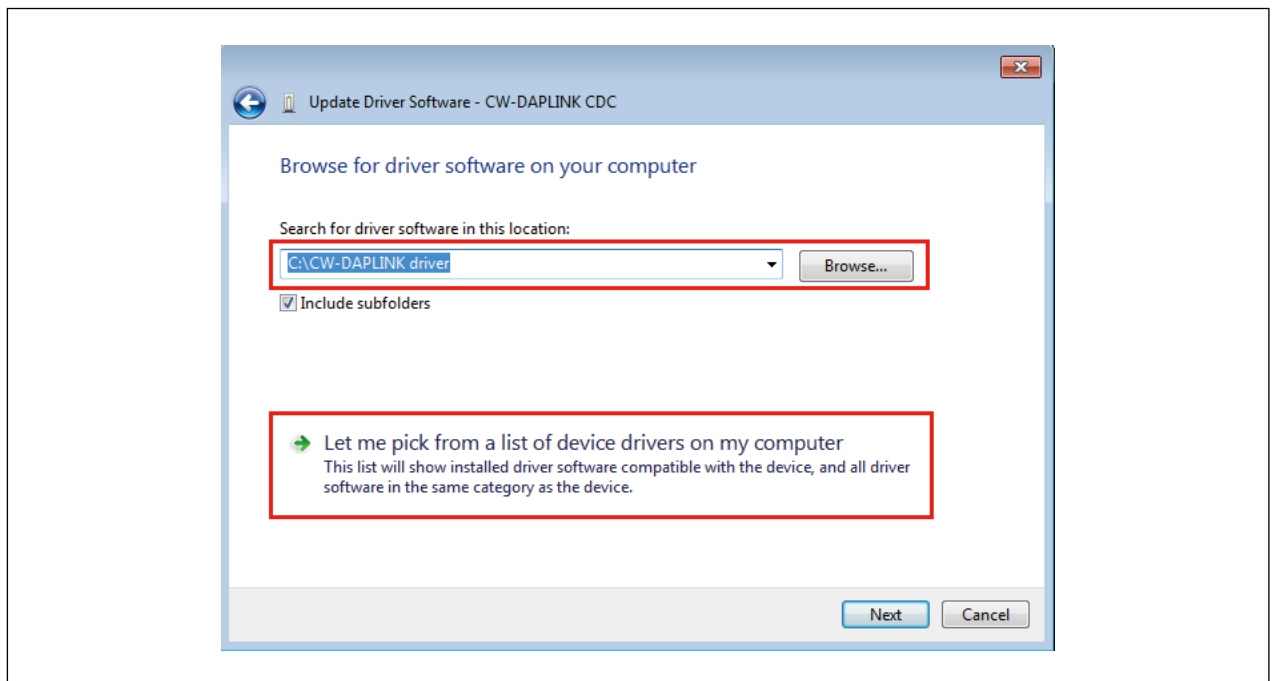 Update Driver Software - CW-DAPLINK CDC
Browse for driver software on your computer
Search for driver software in this location:
C:\CW-DAPLINK driver
Browse...
Include subfolders
Let me pick from a list of device drivers on my computer
This list will show installed driver software compatible with the device, and all driver
software in the same category as the device.
Next
Cancel